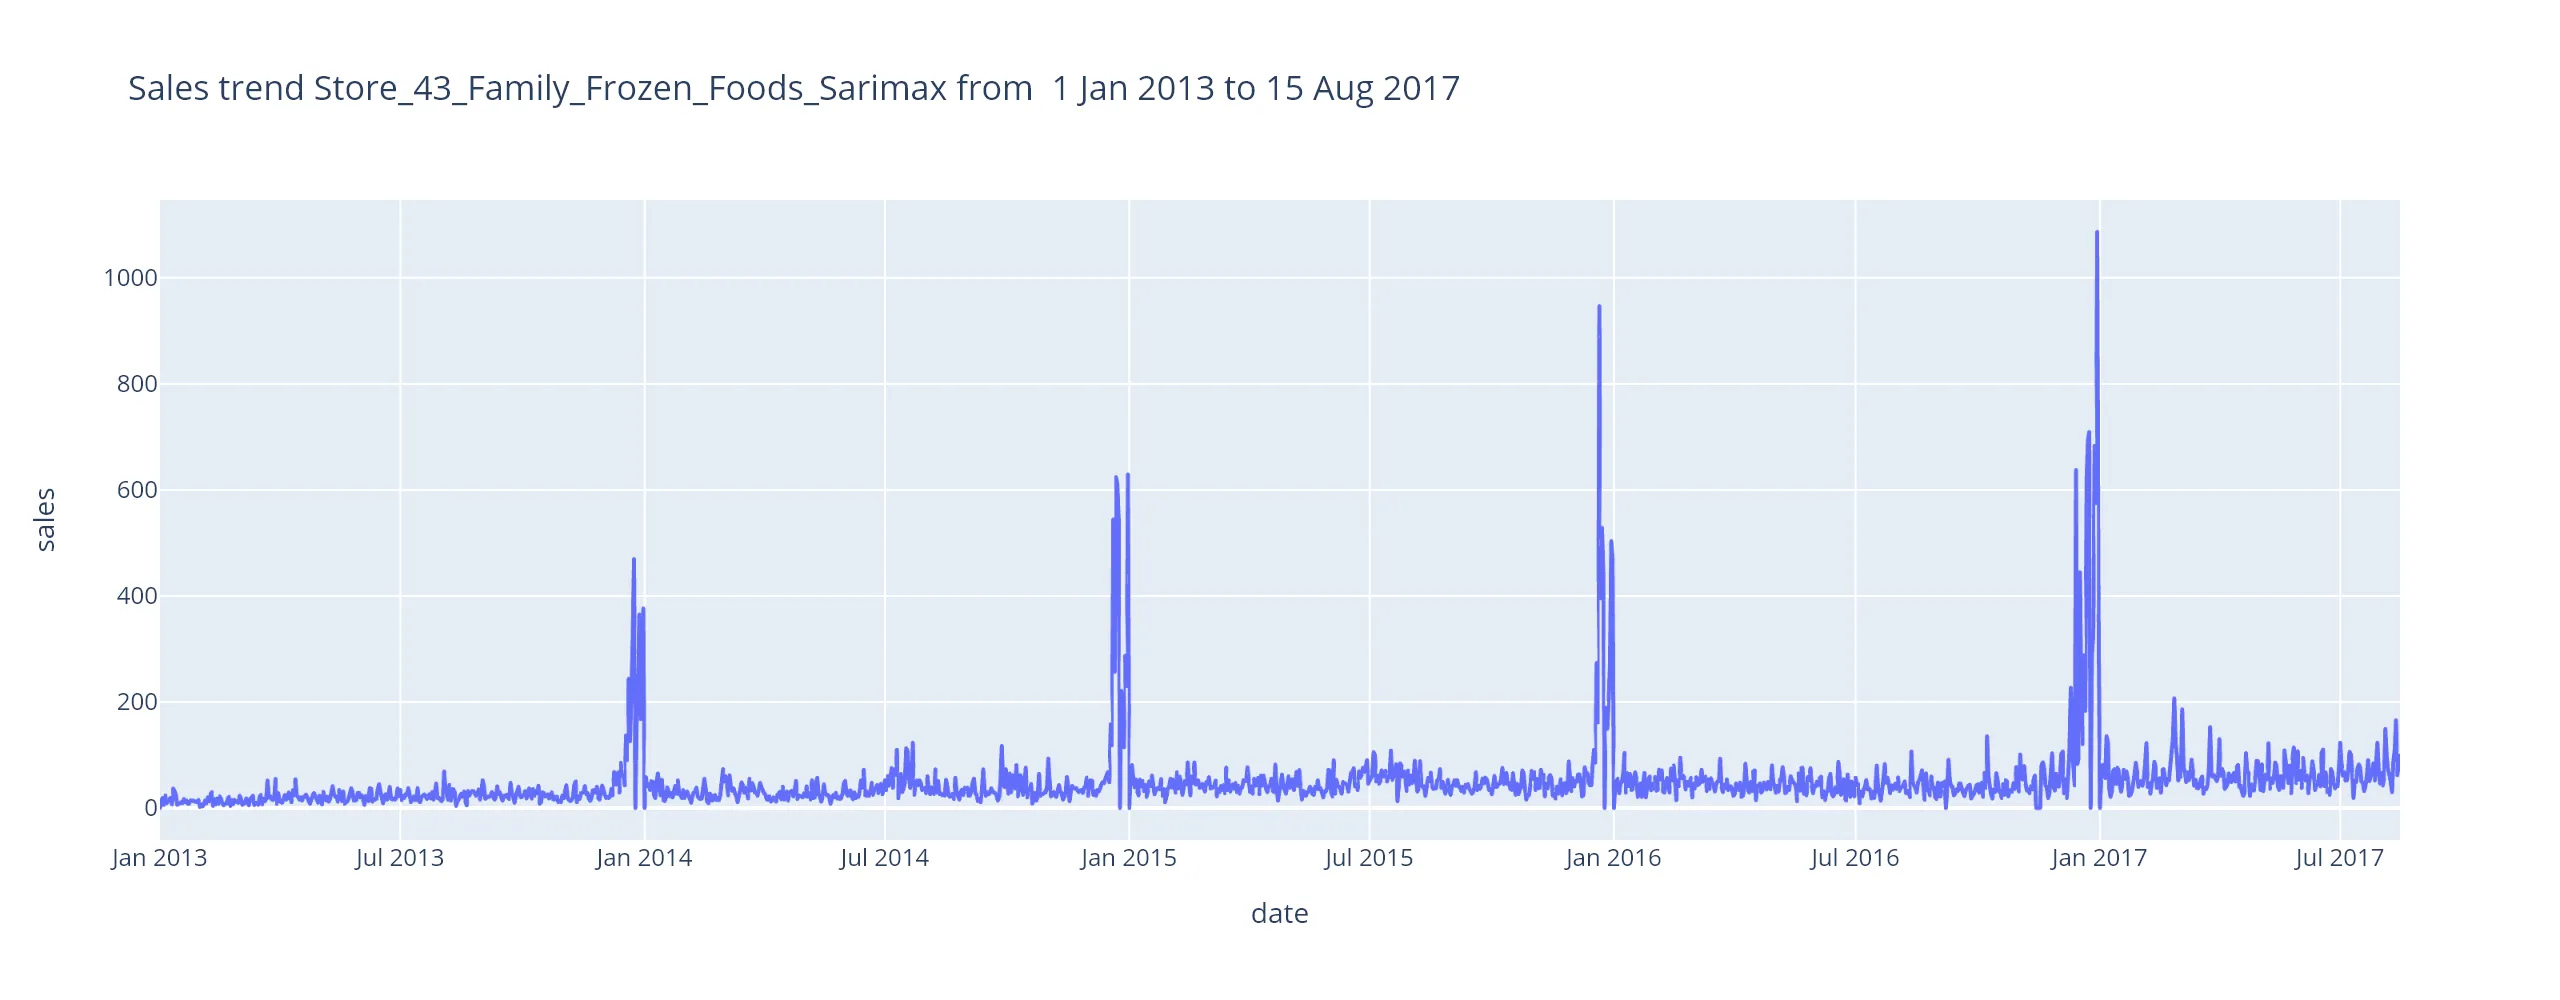 Sales trend Store_43_Family_Frozen_Foods_Sarimax from  1 Jan 2013 to 15 Aug 2017
sales
1000
800
600
400
200
0
Jan 2013 Jul 2013 Jan 2014 Jul 2014 Jan 2015 Jul 2015 Jan 2016 Jul 2016 Jan 2017 Jul 2017
date